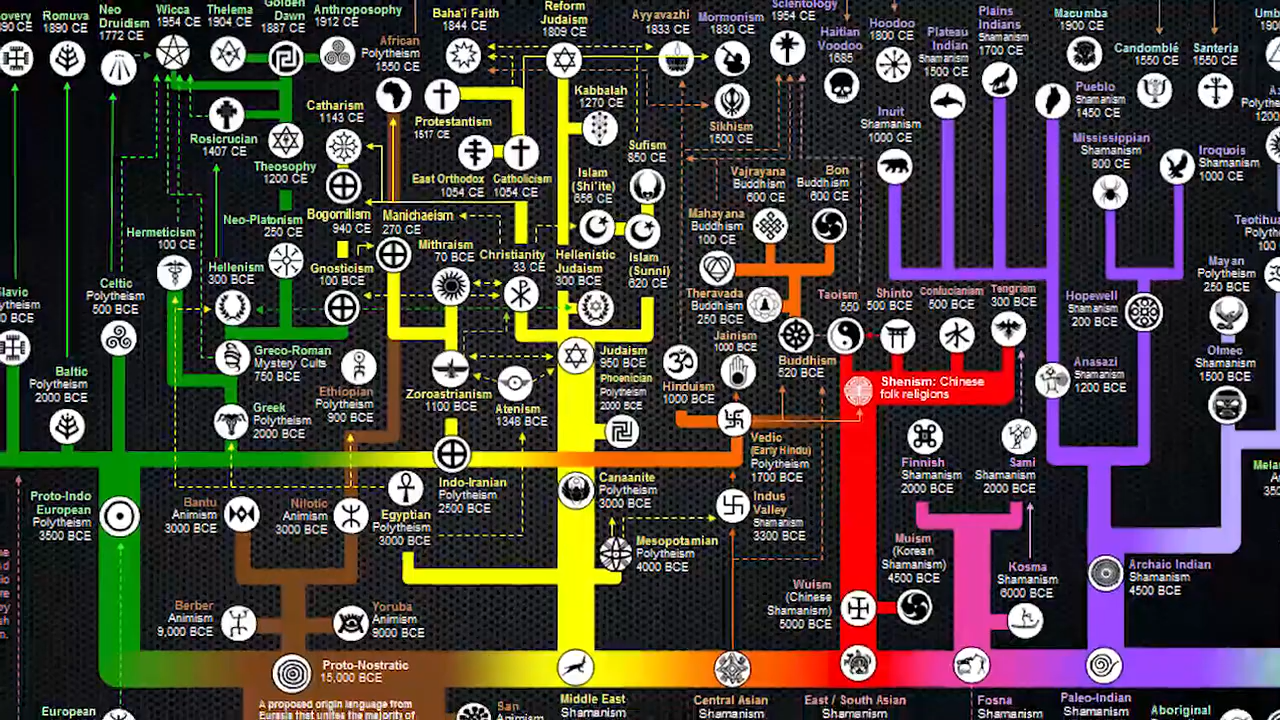 1890 CE
Romuva
1890 CE
Neo
Druidism
1772 CE
Wicca
1954 CE
Thelema
1904 CE
Golden
Dawn
1887 CE
Anthroposophy
1912 CE
African
Polytheism
1550 CE
Baha'i Faith
1844 CE
Reform
Judaism
1809 CE
Ayyavazhi
1833 CE
Mormonism
1830 CE
Scientology
1954 CE
Haitian
Voodoo
1685
Hoodoo
1800 CE
Plateau
Indian
Shamanism
1500 CE
Plains
Indians
Shamanism
1700 CE
Macumba
1900 CE
Candomblé
1850 CE
Santeria
1550 CE
Rosicrucian
1407 CE
Catharism
1143 CE
Protestantism
1517 CE
Kabbalah
1270 CE
Sikhism
1500 CE
Inuit
Shamanism
1000 CE
Pueblo
Shamanism
1450 CE
Mississippian
Shamanism
800 CE
Iroquois
Shamanism
1000 CE
Theosophy
1200 CE
East Orthodox
1054 CE
Catholicism
1054 CE
Sufism
850 CE
Islam
(Shi'ite)
656 CE
Vajrayana
Buddhism
600 CE
Bon
Buddhism
600 CE
Neo-Platonism
250 CE
Bogomilism
940 CE
Manichaeism
270 CE
Mahayana
Buddhism
100 CE
Hermeticism
100 CE
Hellenism
300 BCE
Gnosticism
100 BCE
Mithraism
70 BCE
Christianity
33 CE
Hellenistic
Judaism
300 BCE
Islam
(Sunni)
620 CE
Mayan
Polytheism
250 BCE
Celtic
Polytheism
500 BCE
Theravada
Buddhism
250 BCE
Taoism
550
Shinto
500 BCE
Confucianism
500 BCE
Tengrism
300 BCE
Hopewell
Shamanism
200 BCE
Greco-Roman
Mystery Cults
750 BCE
Judaism
950 BCE
Jainism
1000 BCE
Buddhism
520 BCE
Olmec
Shamanism
1500 BCE
Baltic
Polytheism
2000 BCE
Ethiopian
Polytheism
900 BCE
Zoroastrianism
1100 BCE
Atenism
1348 BCE
Phoenician
Polytheism
2000 BCE
Hinduism
1000 BCE
Shenism: Chinese
folk religions
Anasazi
Shamanism
1200 BCE
Greek
Polytheism
2000 BCE
Vedic
(Early Hindu)
Polytheism
1700 BCE
Finnish
Shamanism
2000 BCE
Sami
Shamanism
2000 BCE
Proto-Indo
European
Polytheism
3500 BCE
Bantu
Animism
3000 BCE
Nilotic
Animism
3000 BCE
Egyptian
Polytheism
3000 BCE
Indo-Iranian
Polytheism
2500 BCE
Canaanite
Polytheism
3000 BCE
Indus
Valley
Shamanism
3300 BCE
Mesopotamian
Polytheism
4000 BCE
Muism
(Korean
Shamanism)
4500 BCE
Kosma
Shamanism
6000 BCE
Archaic Indian
Shamanism
4500 BCE
Wuism
(Chinese
Shamanism)
5000 BCE
Berber
Animism
9,000 BCE
Yoruba
Animism
9000 BCE
Proto-Nostratic
15,000 BCE
A proposed origin language from
Eurasia that unites the majority of
European
San
Animism
Middle East
Shamanism
Central Asian
Shamanism
East / South Asian
Shamanism
Fosna
Shamanism
Paleo-Indian
Shamanism
Aboriginal